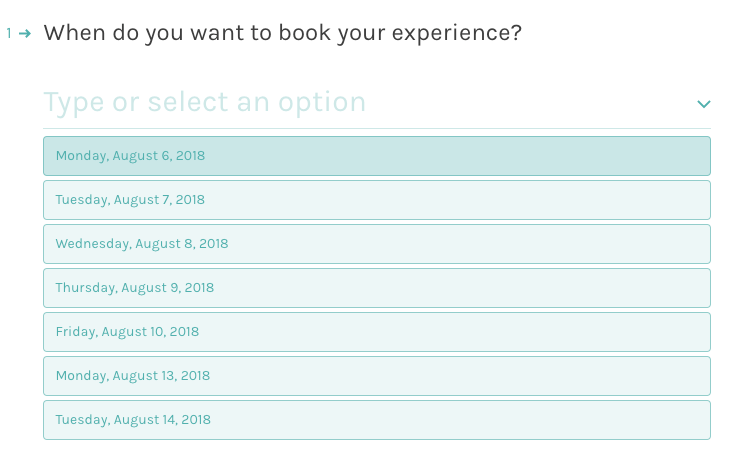 1 → When do you want to book your experience?
Type or select an option
Monday, August 6, 2018
Tuesday, August 7, 2018
Wednesday, August 8, 2018
Thursday, August 9, 2018
Friday, August 10, 2018
Monday, August 13, 2018
Tuesday, August 14, 2018